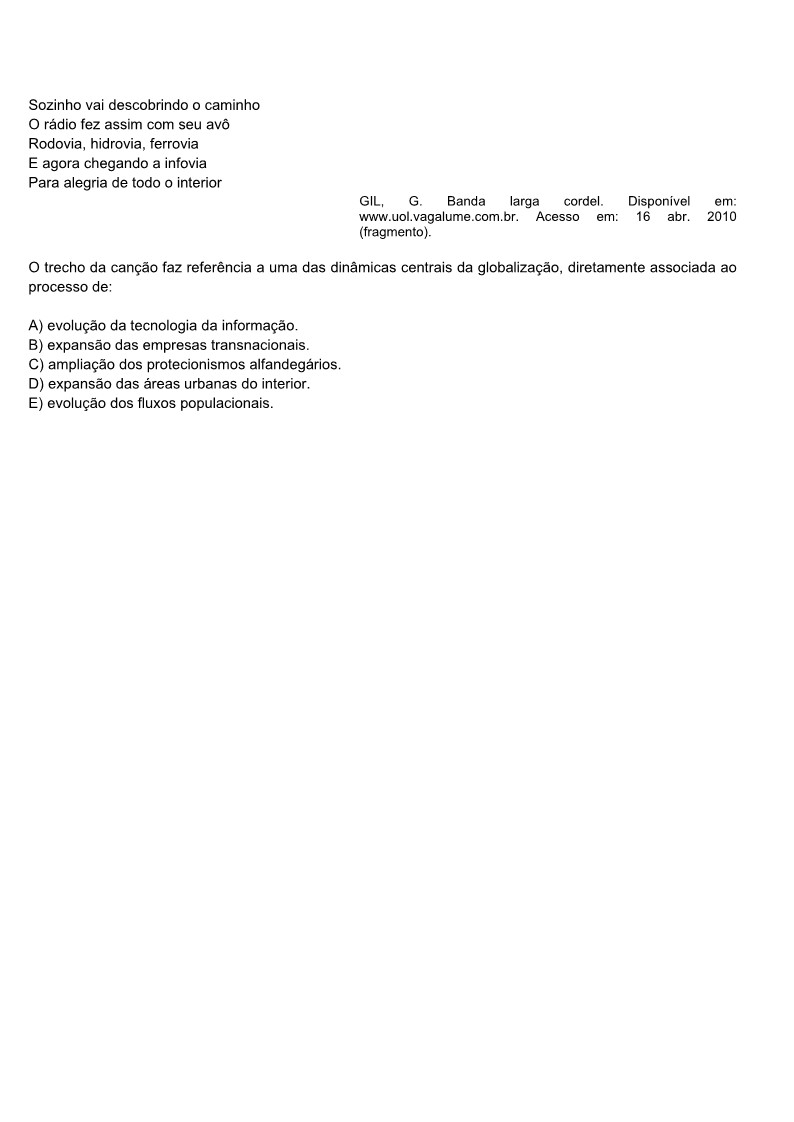 Sozinho vai descobrindo o caminho
O rádio fez assim com seu avô
Rodovia, hidrovia, ferrovia
E agora chegando a infovia
Para alegria de todo o interior
GIL, G. Banda larga cordel. Disponível em:
www.uol.vagalume.com.br. Acesso em: 16 abr. 2010
(fragmento).
O trecho da canção faz referência a uma das dinâmicas centrais da globalização, diretamente associada ao
processo de:
A) evolução da tecnologia da informação.
B) expansão das empresas transnacionais.
C) ampliação dos protecionismos alfandegários.
D) expansão das áreas urbanas do interior.
E) evolução dos fluxos populacionais.